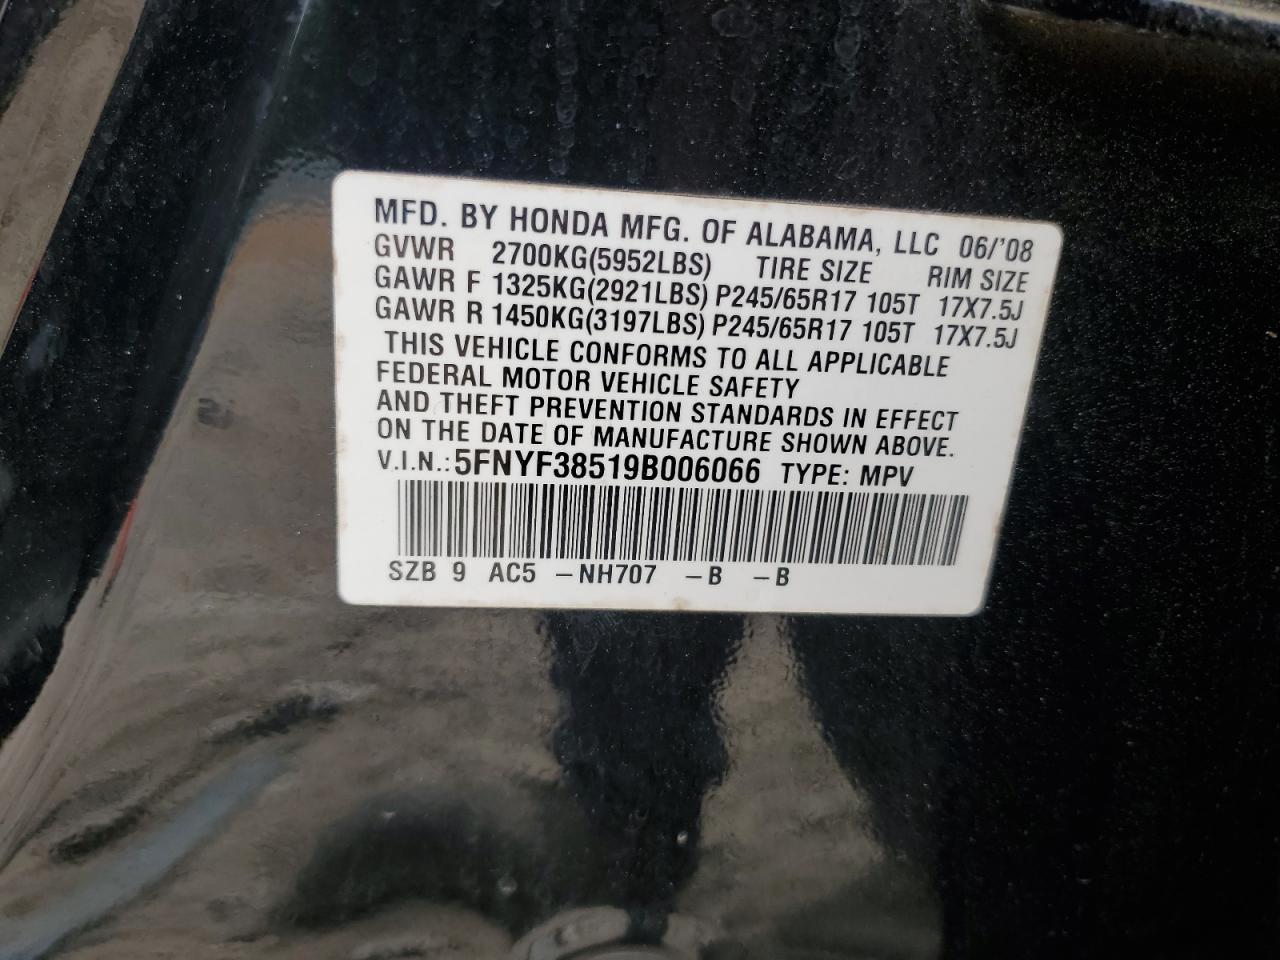 MFD. BY HONDA MFG. OF ALABAMA, LLC 06/'08
GVWR 2700KG(5952LBS) TIRE SIZE RIM SIZE
GAWR F 1325KG(2921LBS) P245/65R17 105T 17X7.5J
GAWR R 1450KG(3197LBS) P245/65R17 105T 17X7.5J
THIS VEHICLE CONFORMS TO ALL APPLICABLE
FEDERAL MOTOR VEHICLE SAFETY
AND THEFT PREVENTION STANDARDS IN EFFECT
ON THE DATE OF MANUFACTURE SHOWN ABOVE.
V.I.N.: 5FNYF38519B006066 TYPE: MPV
SZB 9 AC5 -NH707 -B -B